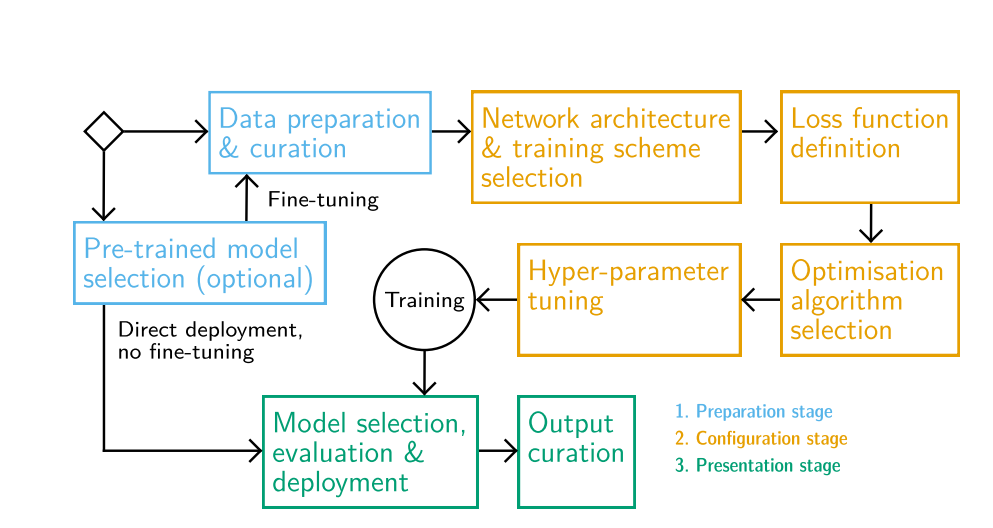 Data preparation
& curation
Network architecture
& training scheme
selection
Loss function
definition
Fine-tuning
Pre-trained model
selection (optional)
Training
Hyper-parameter
tuning
Optimisation
algorithm
selection
Direct deployment,
no fine-tuning
Model selection,
evaluation &
deployment
Output
curation
1. Preparation stage
2. Configuration stage
3. Presentation stage